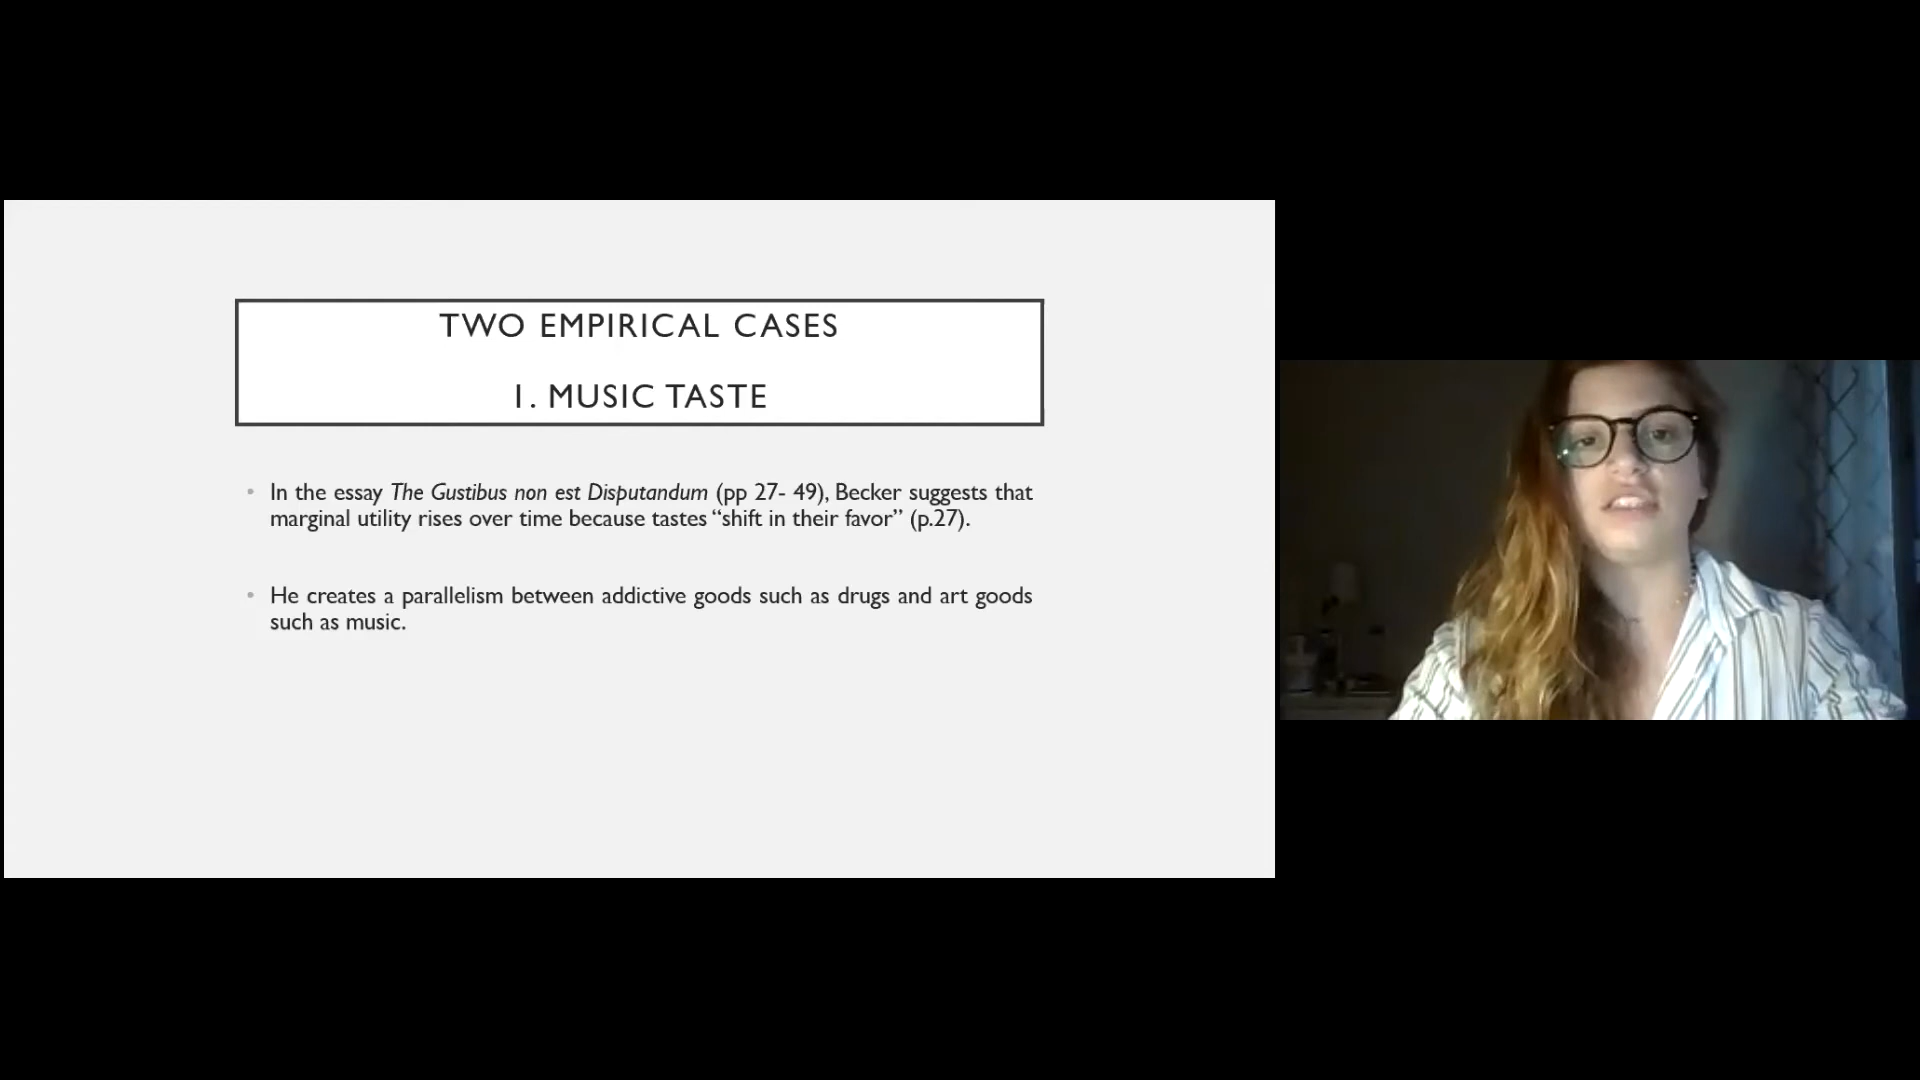 TWO EMPIRICAL CASES
1. MUSIC TASTE
• In the essay The Gustibus non est Disputandum (pp 27- 49), Becker suggests that
marginal utility rises over time because tastes “shift in their favor” (p.27).
• He creates a parallelism between addictive goods such as drugs and art goods
such as music.